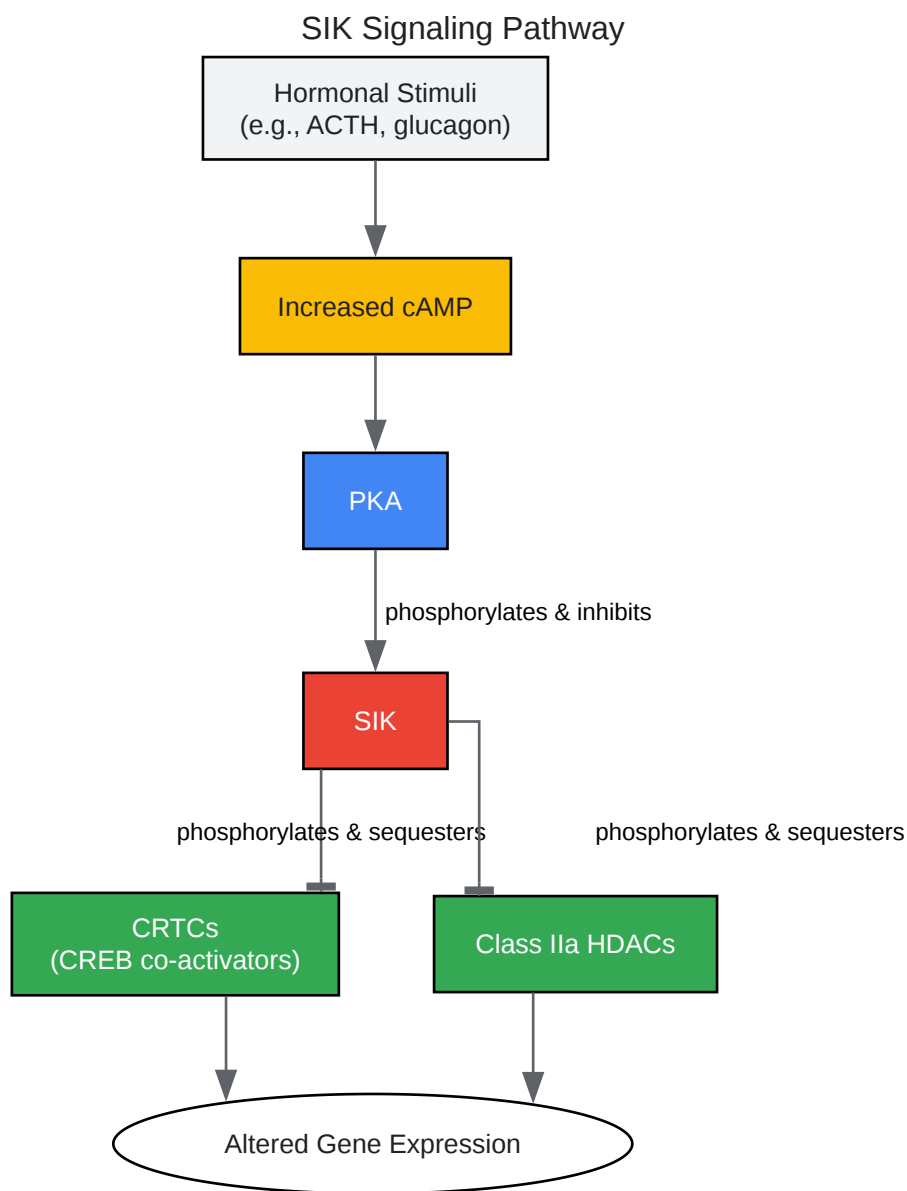 SIK Signaling Pathway
Hormonal Stimuli
(e.g., ACTH, glucagon)
Increased cAMP
PKA
phosphorylates & inhibits
SIK
phosphorylates & sequesters
phosphorylates & sequesters
CRTCs
(CREB co-activators)
Class IIa HDACs
Altered Gene Expression